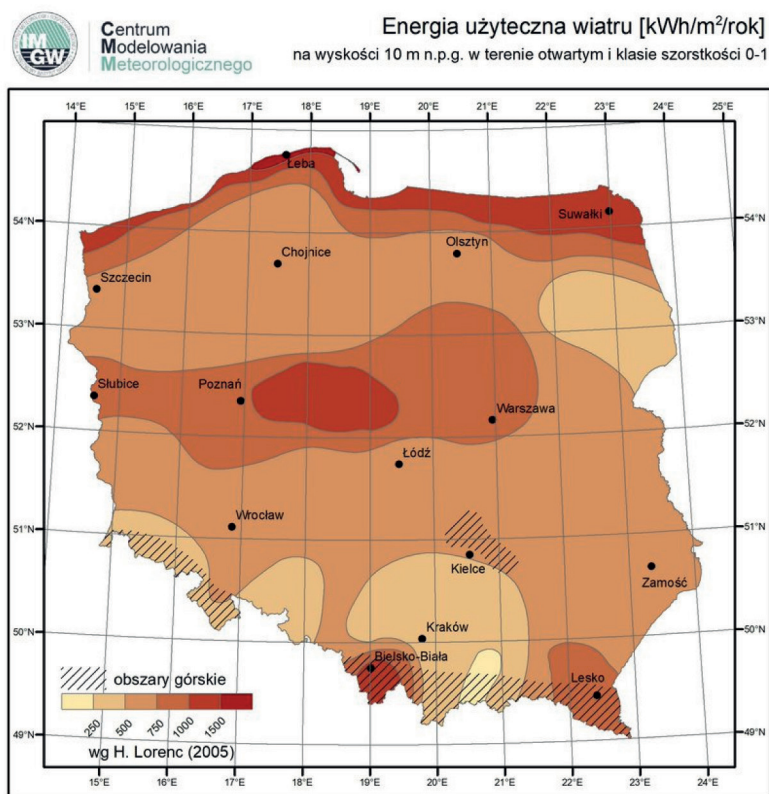 IM
GW
Centrum
Modelowania
Meteorologicznego
Energia użyteczna wiatru [kWh/m²/rok]
na wyskości 10 m n.p.g. w terenie otwartym i klasie szorstkości 0-1
14°E 15°E 16°E 17°E 18°E 19°E 20°E 21°E 22°E 23°E 24°E
Łeba
54°N
Suwałki
54°N
Olsztyn
Chojnice
Szczecin
53°N
53°N
Słubice
Poznań
Warszawa
52°N
52°N
Łódź
Wrocław
51°N
51°N
Kielce
Zamość
Kraków
50°N
50°N
Bielsko-Biała
obszary górskie
Lesko
250 500 750 1000 1500
49°N
49°N
wg H. Lorenc (2005)
15°E 16°E 17°E 18°E 19°E 20°E 21°E 22°E 23°E 24°E